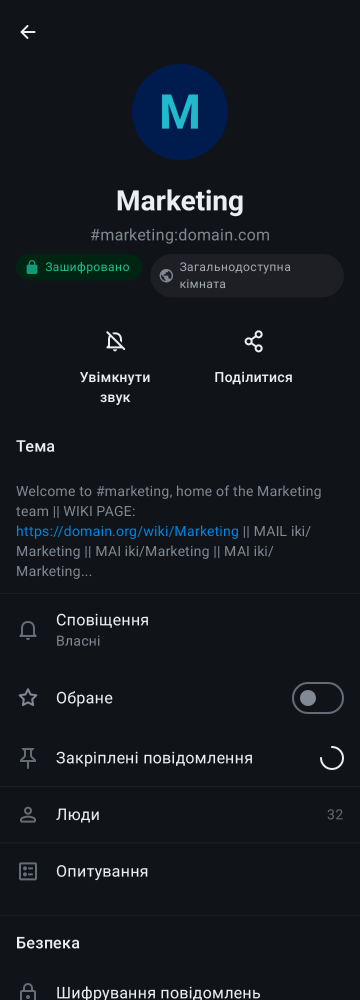 M
Marketing
#marketing:domain.com
Зашифровано
Загальнодоступна
кімната
Увімкнути
звук
Поділитися
Тема
Welcome to #marketing, home of the Marketing
team || WIKI PAGE:
https://domain.org/wiki/Marketing || MAIL iki/
Marketing || MAI iki/Marketing || MAI iki/
Marketing...
Сповіщення
Власні
Обране
Закріплені повідомлення
Люди 32
Опитування
Безпека
Шифрування повідомлень